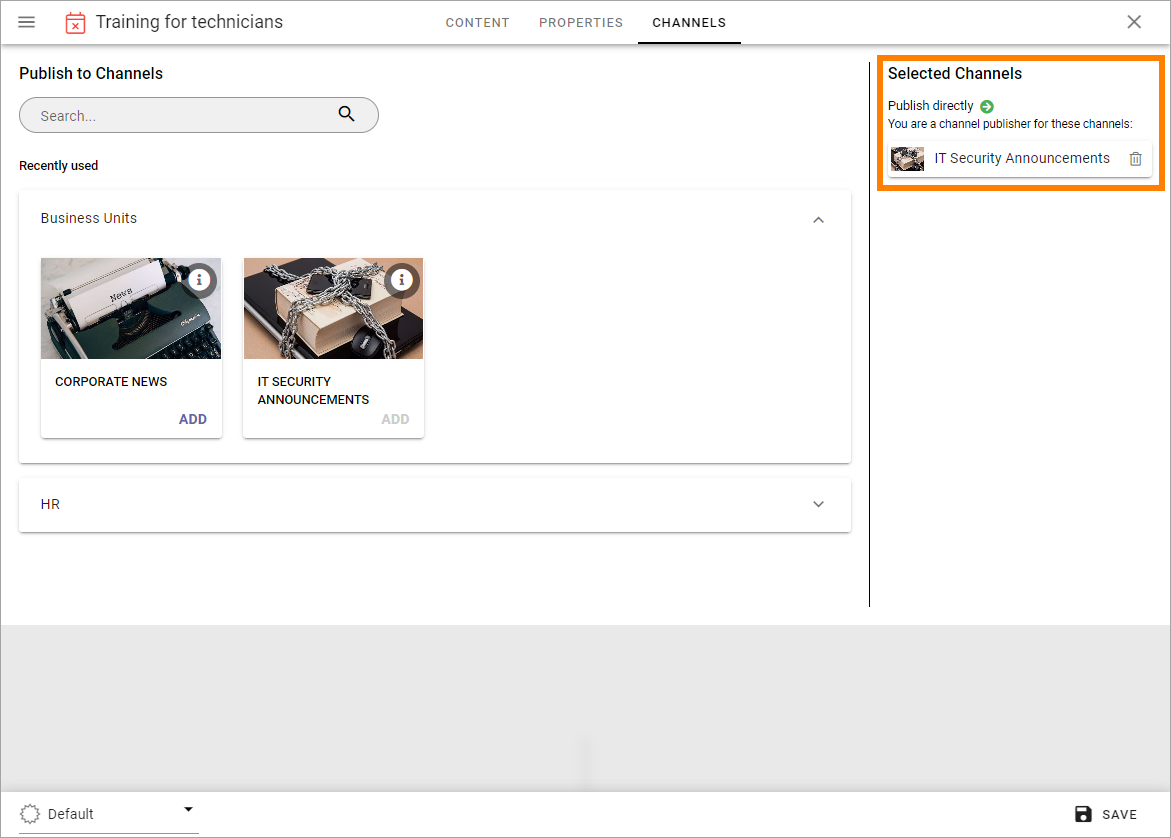 Training for technicians
CONTENT
PROPERTIES
CHANNELS
Publish to Channels
Search...
Recently used
Business Units
News
Olympia
CORPORATE NEWS
ADD
IT SECURITY
ANNOUNCEMENTS
ADD
HR
Selected Channels
Publish directly
You are a channel publisher for these channels:
IT Security Announcements
Default
SAVE